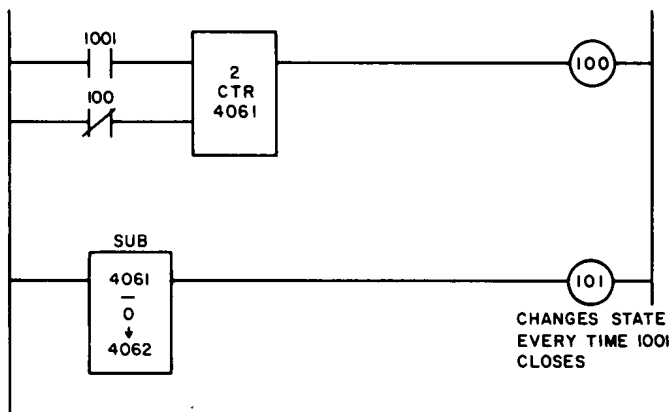 1001
2
CTR
4061
100
100
SUB
4061
—
0
4062
101
CHANGES STATE
EVERY TIME 1001
CLOSES